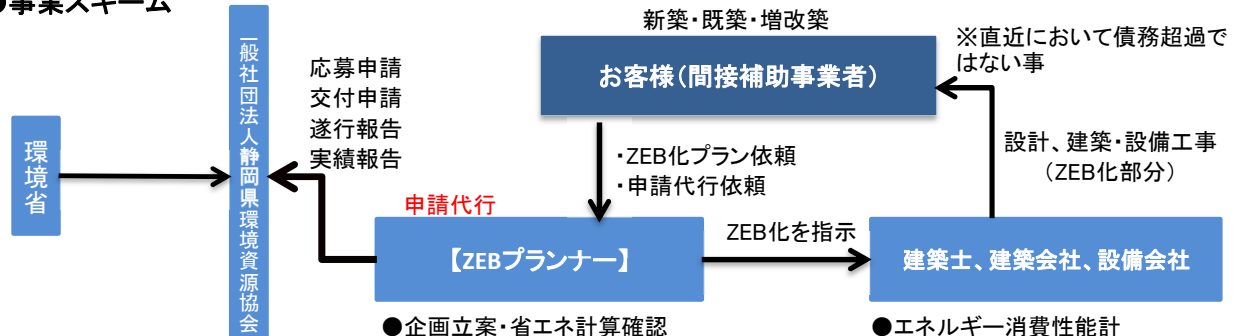 ●事業スキーム
環境省
一般社団法人静岡県環境資源協会
応募申請
交付申請
遂行報告
実績報告
申請代行
新築・既築・増改築
お客様（間接補助事業者）
※直近において債務超過で
はない事
・ZEB化プラン依頼
・申請代行依頼
設計、建築・設備工事
（ZEB化部分）
【ZEBプランナー】
ZEB化を指示
建築士、建築会社、設備会社
●企画立案・省エネ計算確認
●エネルギー消費性能計